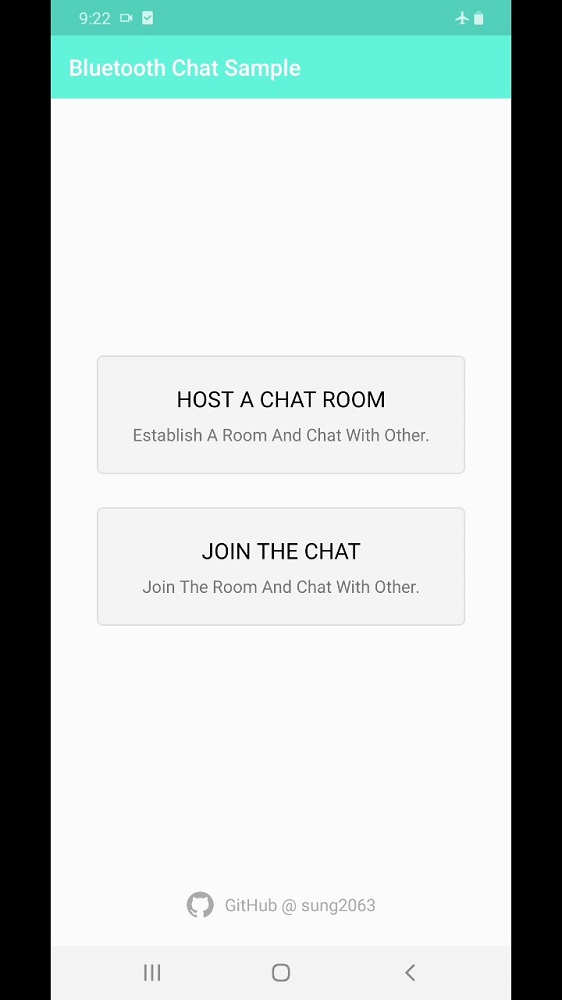 9:22
Bluetooth Chat Sample
HOST A CHAT ROOM
Establish A Room And Chat With Other.
JOIN THE CHAT
Join The Room And Chat With Other.
GitHub @ sung2063